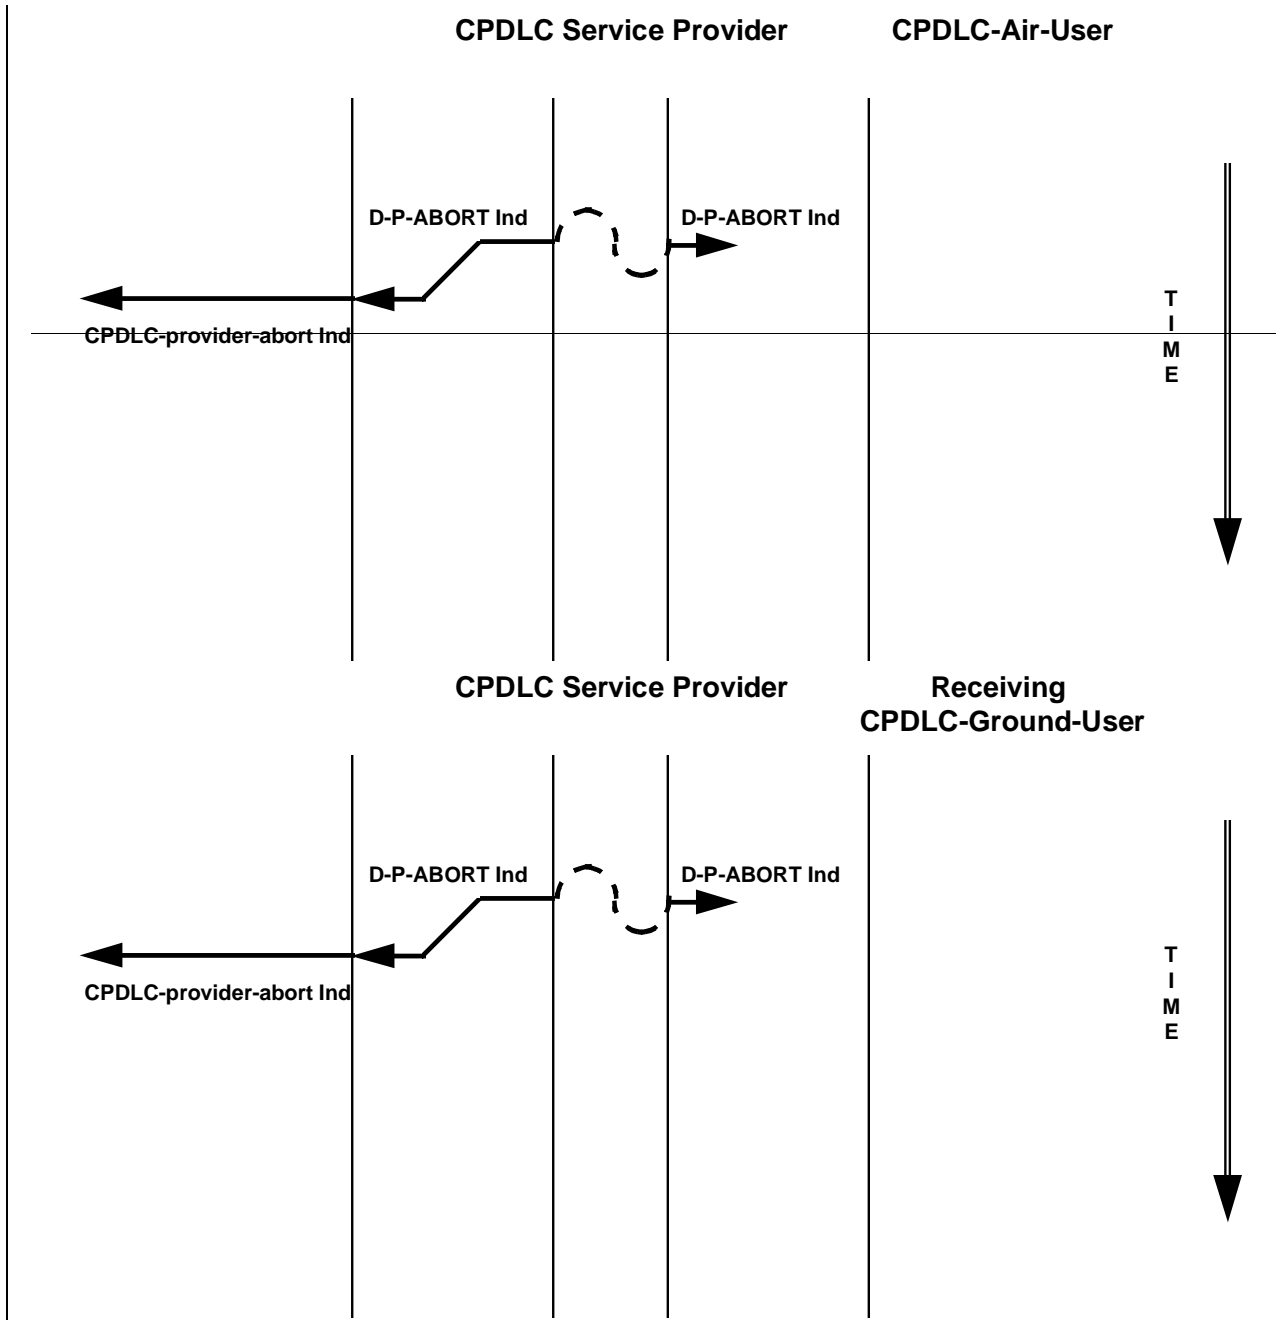 CPDLC Service Provider
CPDLC-Air-User
D-P-ABORT Ind
D-P-ABORT Ind
CPDLC-provider-abort Ind
T
I
M
E
CPDLC Service Provider
Receiving
CPDLC-Ground-User
D-P-ABORT Ind
D-P-ABORT Ind
CPDLC-provider-abort Ind
T
I
M
E